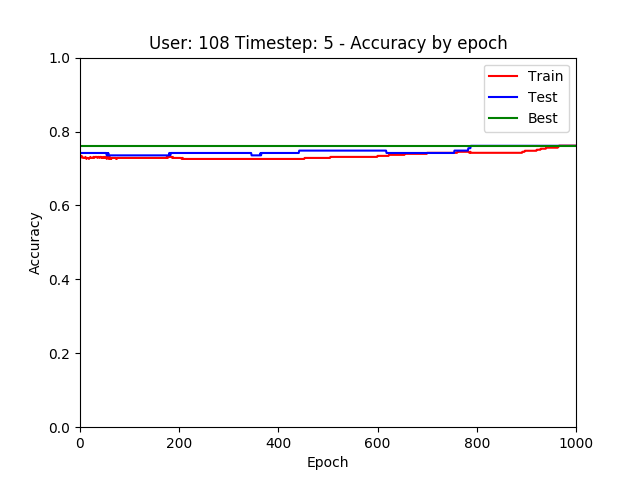 User: 108 Timestep: 5 - Accuracy by epoch
1.0
0.8
0.6
0.4
0.2
0.0
Accuracy
Train
Test
Best
0 200 400 600 800 1000
Epoch